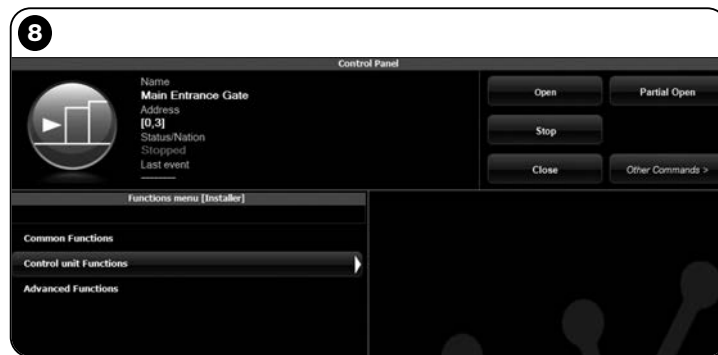 8
Control Panel
Name
Main Entrance Gate
Address
[0,3]
Status/Nation
Stopped
Last event
--------
Open
Partial Open
Stop
Close
Other Commands >
Functions menu [Installer]
Common Functions
Control unit Functions
Advanced Functions